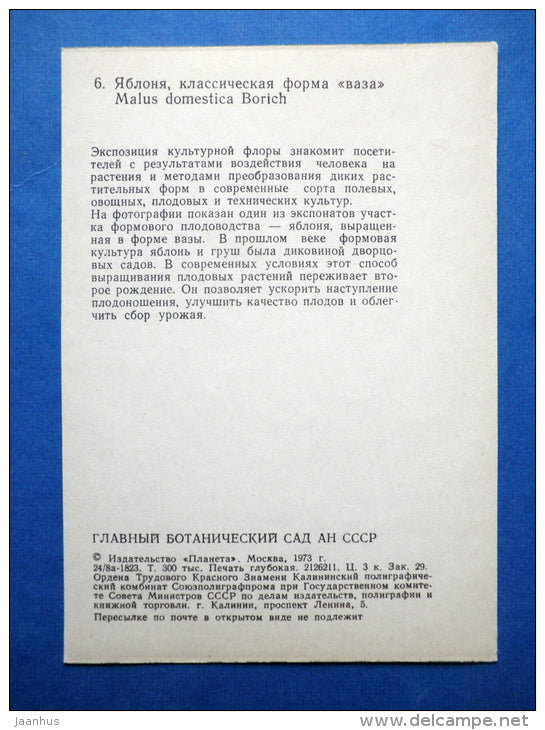 6. Яблоня, классическая форма «ваза»
Malus domestica Borich
Экспозиция культурной флоры знакомит посети-
телей с результатами воздействия человека на
растения и методами преобразования диких рас-
тительных форм в современные сорта полевых,
овощных, плодовых и технических культур.
На фотографии показан один из экспонатов участ-
ка формового плодоводства — яблоня, выращен-
ная в форме вазы. В прошлом веке формовая
культура яблонь и груш была диковиной дворцо-
вых садов. В современных условиях этот способ
выращивания плодовых растений переживает вто-
рое рождение. Он позволяет ускорить наступление
плодоношения, улучшить качество плодов и облег-
чить сбор урожая.
ГЛАВНЫЙ БОТАНИЧЕСКИЙ САД АН СССР
© Издательство «Планета». Москва, 1973 г.
24/8а-1823. Т. 300 тыс. Печать глубокая. 2126211. Ц. 3 к. Зак. 29.
Ордена Трудового Красного Знамени Калининский полиграфиче-
ский комбинат Союзполиграфпрома при Государственном комите-
те Совета Министров СССР по делам издательств, полиграфии и
книжной торговли. г. Калинин, проспект Ленина, 5.
Пересылке по почте в открытом виде не подлежит
jaanhus
www.delcampe.net